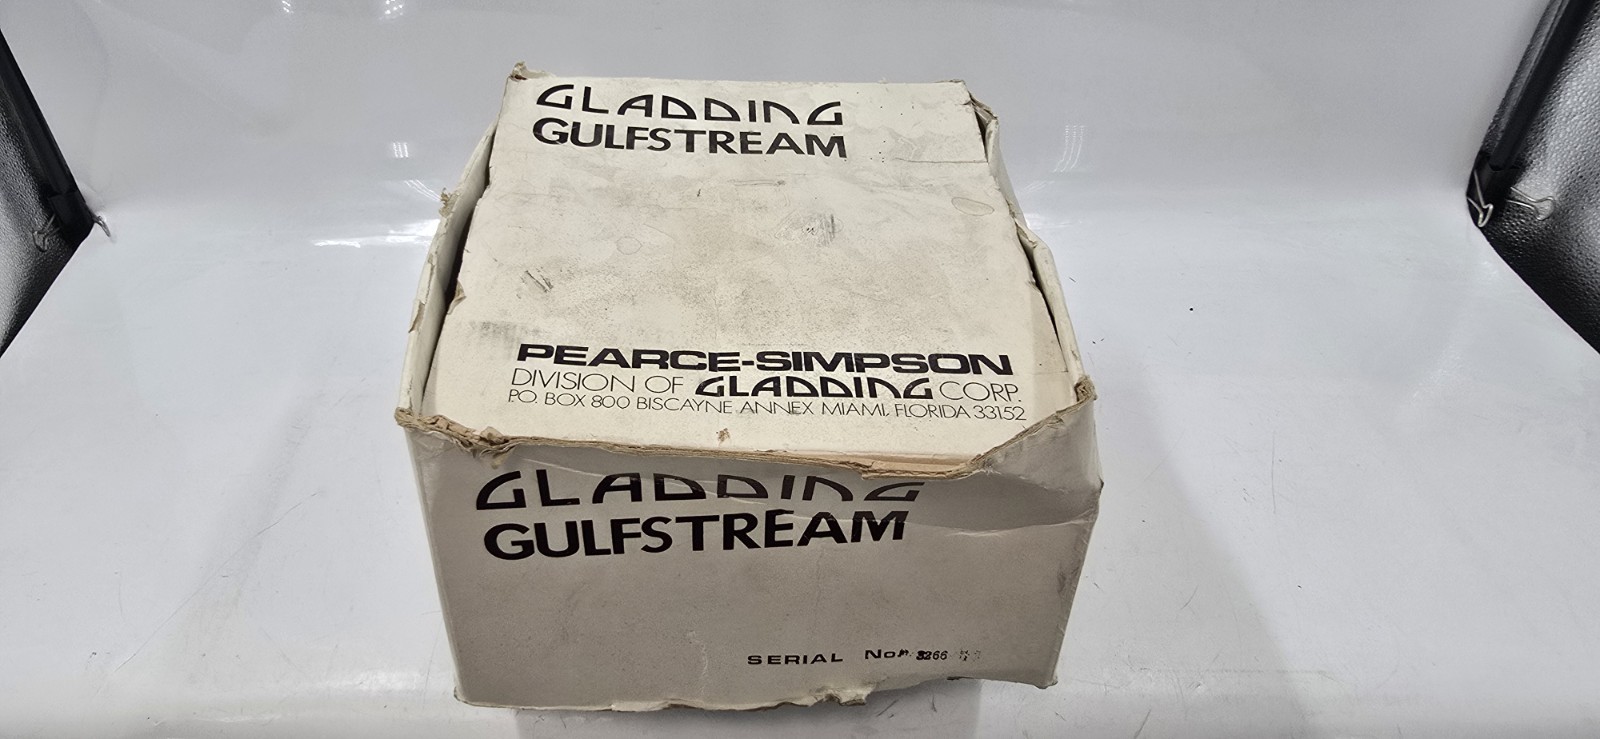 GLADDING
GULFSTREAM
PEARCE-SIMPSON
DIVISION OF GLADDING CORP.
P.O. BOX 800 BISCAYNE ANNEX MIAMI, FLORIDA 33152
GLADDING
GULFSTREAM
SERIAL No.